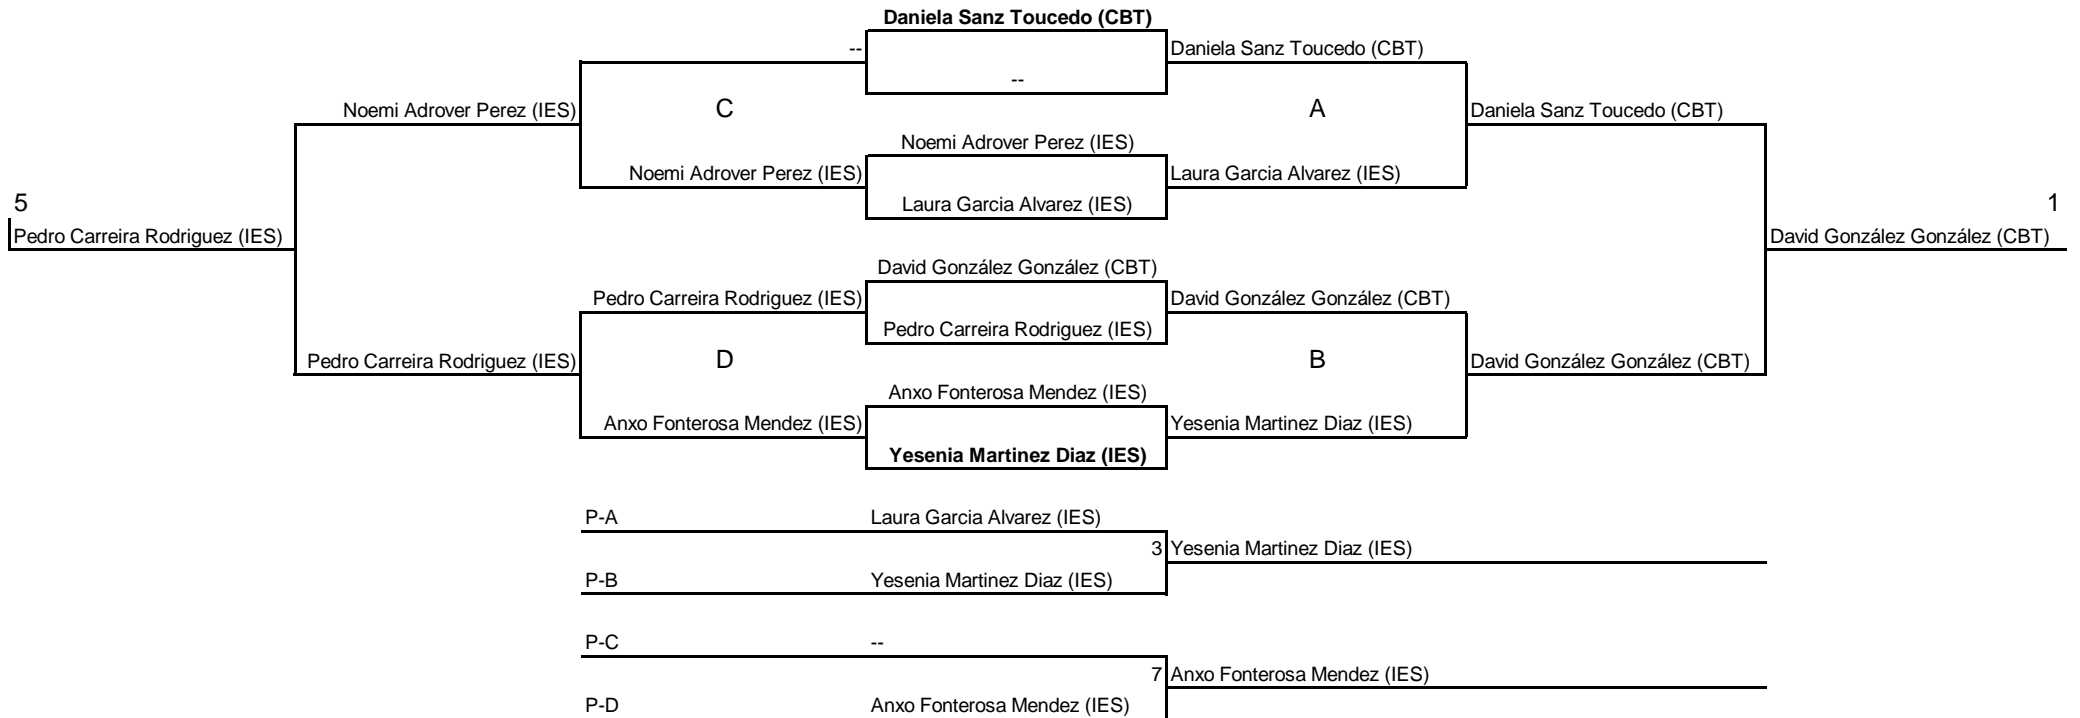 Daniela Sanz Toucedo (CBT)
-- Daniela Sanz Toucedo (CBT)
--
Noemi Adrover Perez (IES) C A Daniela Sanz Toucedo (CBT)
Noemi Adrover Perez (IES)
Noemi Adrover Perez (IES) Laura Garcia Alvarez (IES)
5 Laura Garcia Alvarez (IES) 1
Pedro Carreira Rodriguez (IES) David González González (CBT)
David González González (CBT)
Pedro Carreira Rodriguez (IES) David González González (CBT)
Pedro Carreira Rodriguez (IES)
Pedro Carreira Rodriguez (IES) D B David González González (CBT)
Anxo Fonterosa Mendez (IES)
Anxo Fonterosa Mendez (IES) Yesenia Martinez Diaz (IES)
Yesenia Martinez Diaz (IES)
P-A Laura Garcia Alvarez (IES)
3 Yesenia Martinez Diaz (IES)
P-B Yesenia Martinez Diaz (IES)
P-C --
7 Anxo Fonterosa Mendez (IES)
P-D Anxo Fonterosa Mendez (IES)